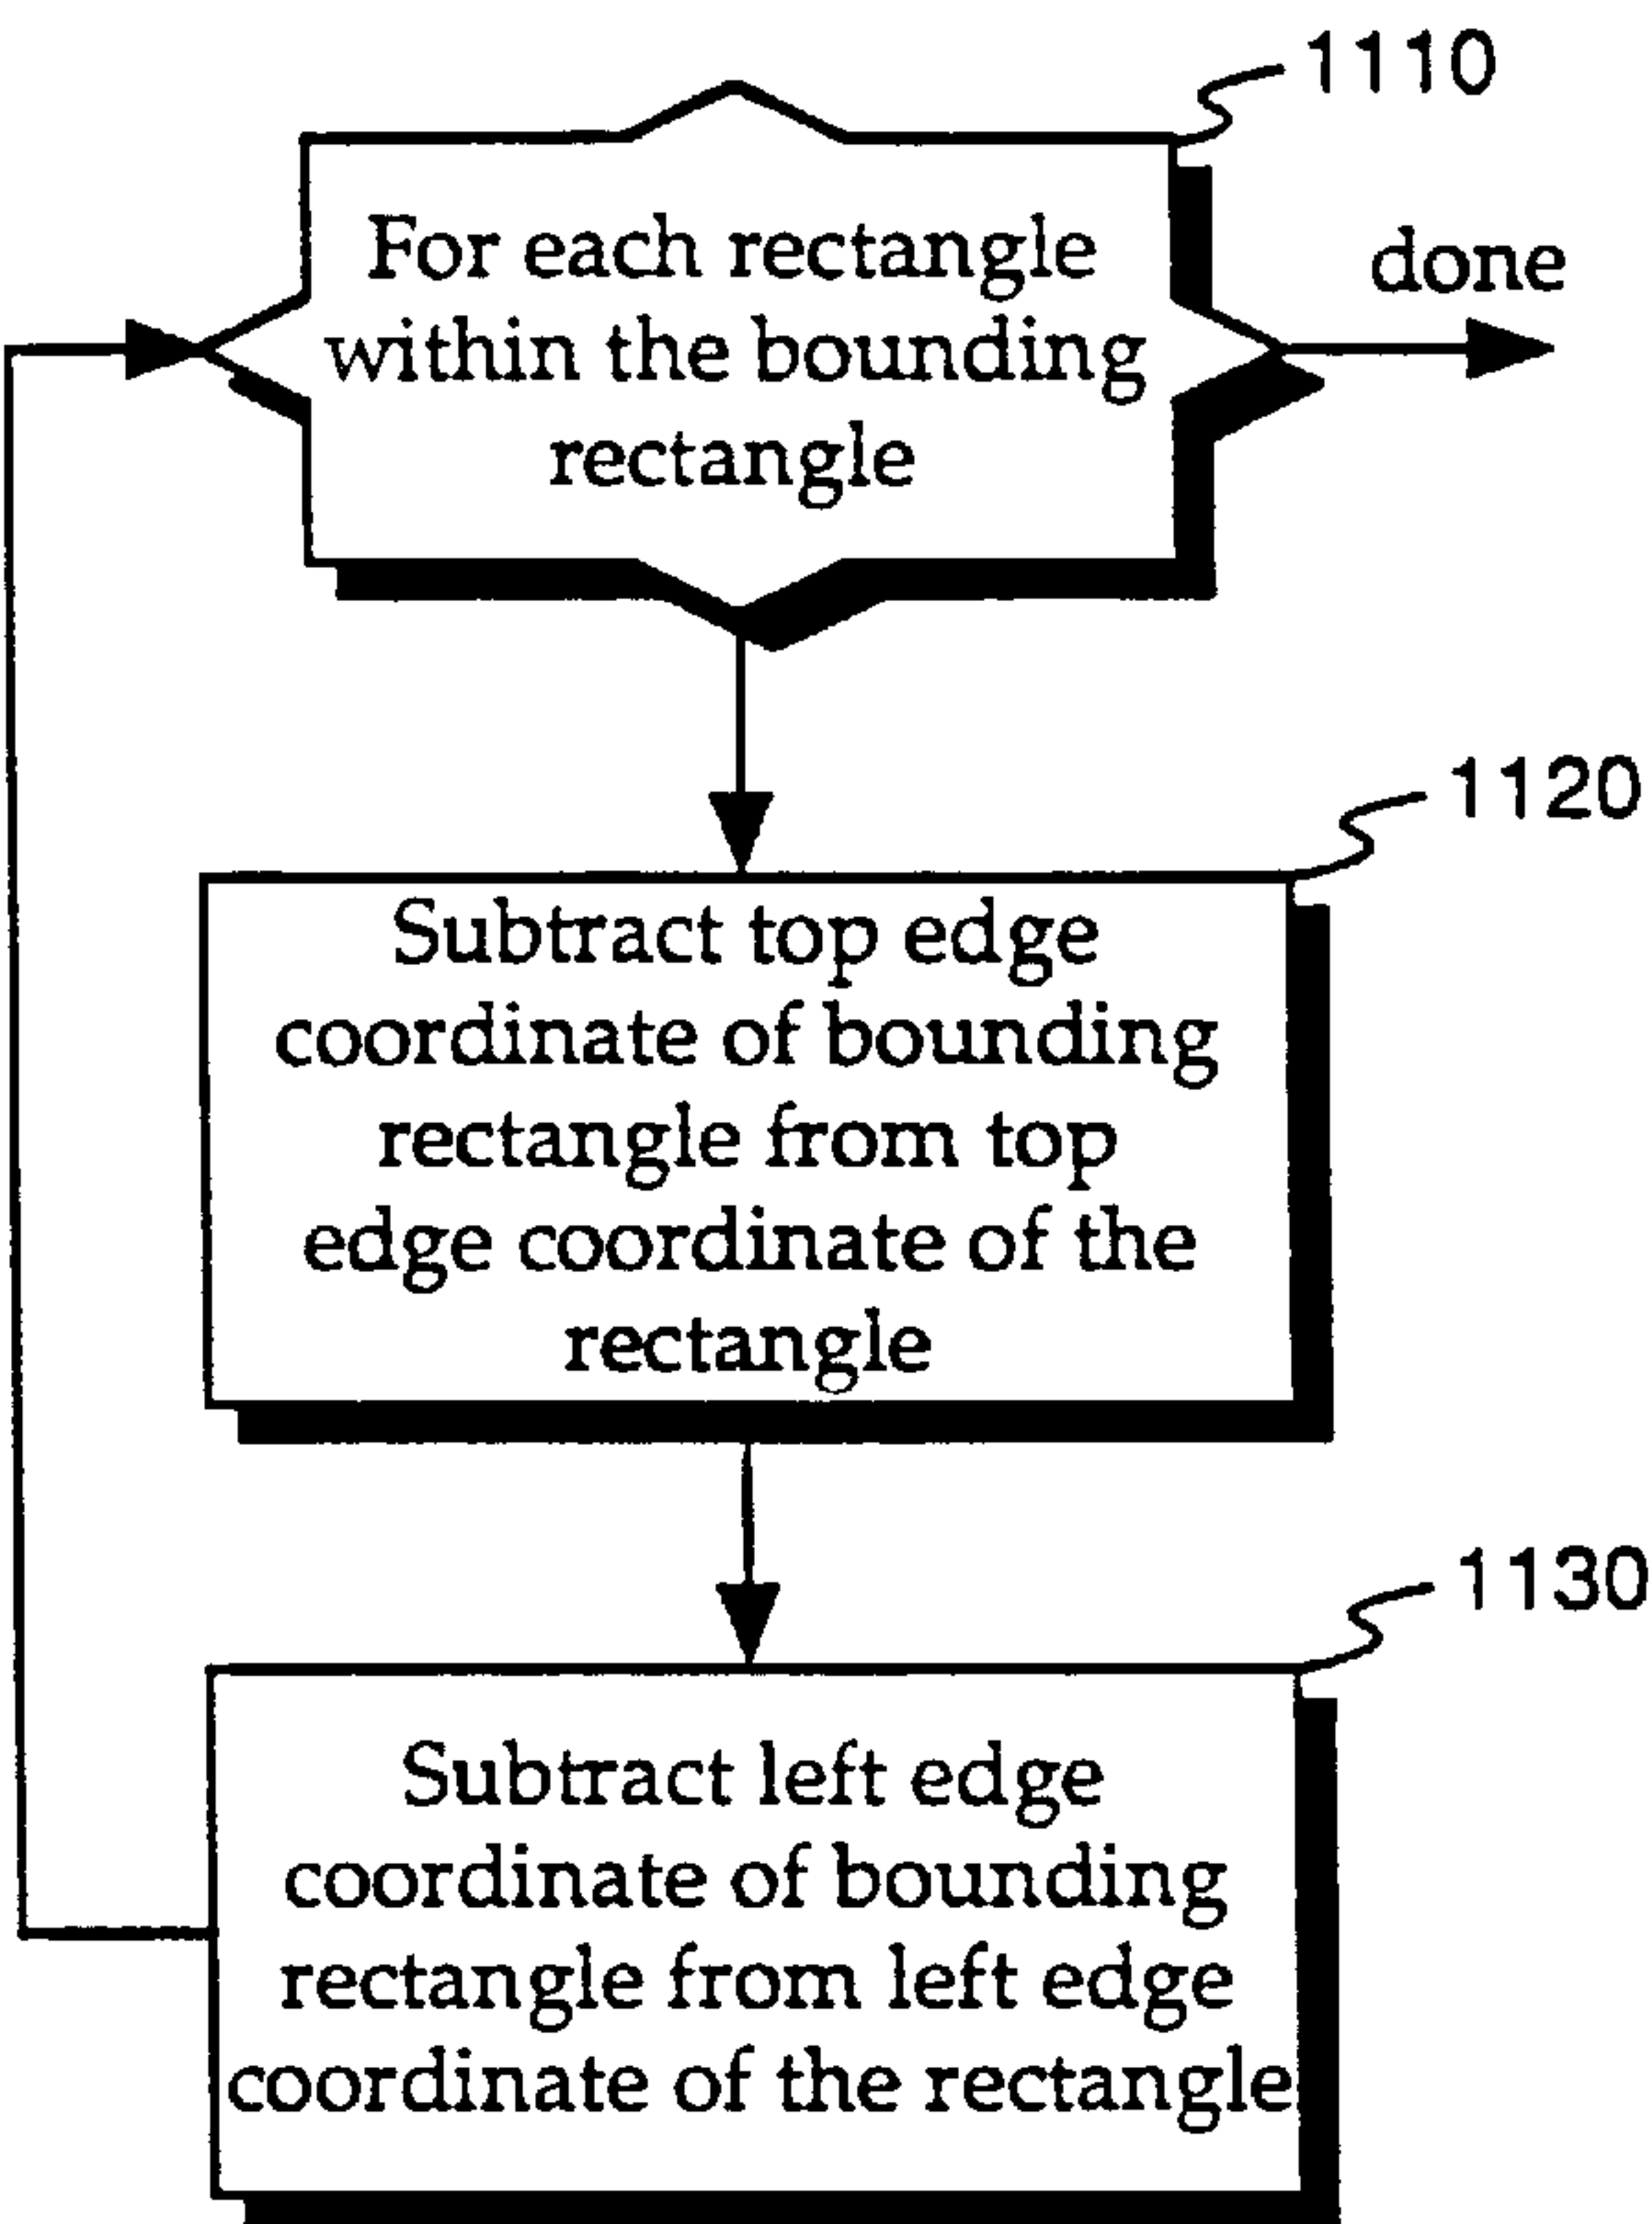 1110
For each rectangle
within the bounding
rectangle
done
1120
Subtract top edge
coordinate of bounding
rectangle from top
edge coordinate of the
rectangle
1130
Subtract left edge
coordinate of bounding
rectangle from left edge
coordinate of the rectangle